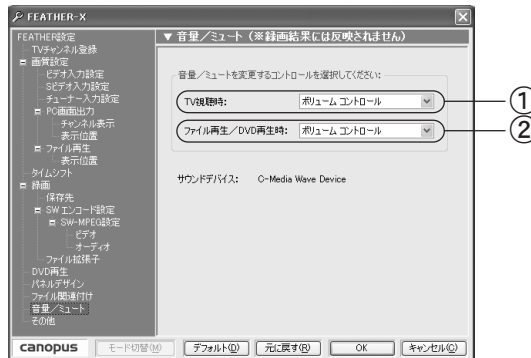 FEATHER-X
FEATHER設定
TVチャンネル登録
画質設定
ビデオ入力設定
Sビデオ入力設定
チューナー入力設定
PC画面出力
チャンネル表示
表示位置
ファイル再生
表示位置
タイムシフト
録画
保存先
SWエンコード設定
SW-MPEG設定
ビデオ
オーディオ
ファイル拡張子
DVD再生
パネルデザイン
ファイル関連付け
音量／ミュート
その他
▼ 音量／ミュート（※録画結果には反映されません）
音量／ミュートを変更するコントロールを選択してください:
TV視聴時: ボリューム コントロール ①
ファイル再生／DVD再生時: ボリューム コントロール ②
サウンドデバイス: C-Media Wave Device
canopus モード切替(M) デフォルト(D) 元に戻す(R) OK キャンセル(C)